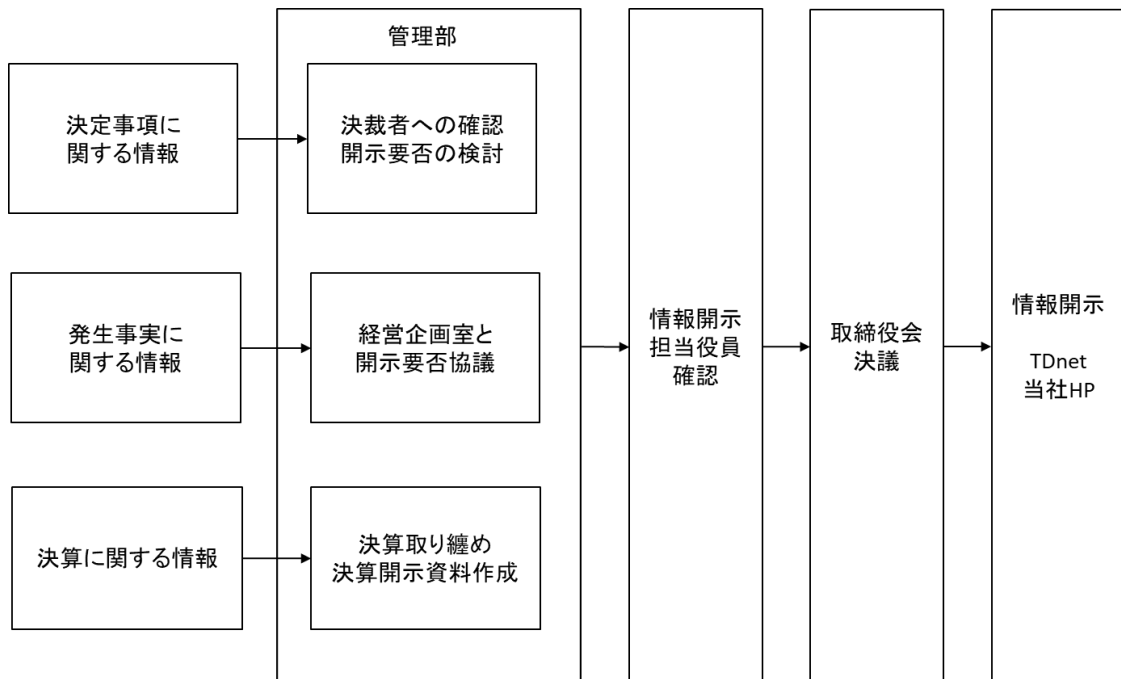 管理部
決定事項に
関する情報
決裁者への確認
開示要否の検討
発生事実に
関する情報
経営企画室と
開示要否協議
決算に関する情報
決算取り纏め
決算開示資料作成
情報開示
担当役員
確認
取締役会
決議
情報開示
TDnet
当社HP